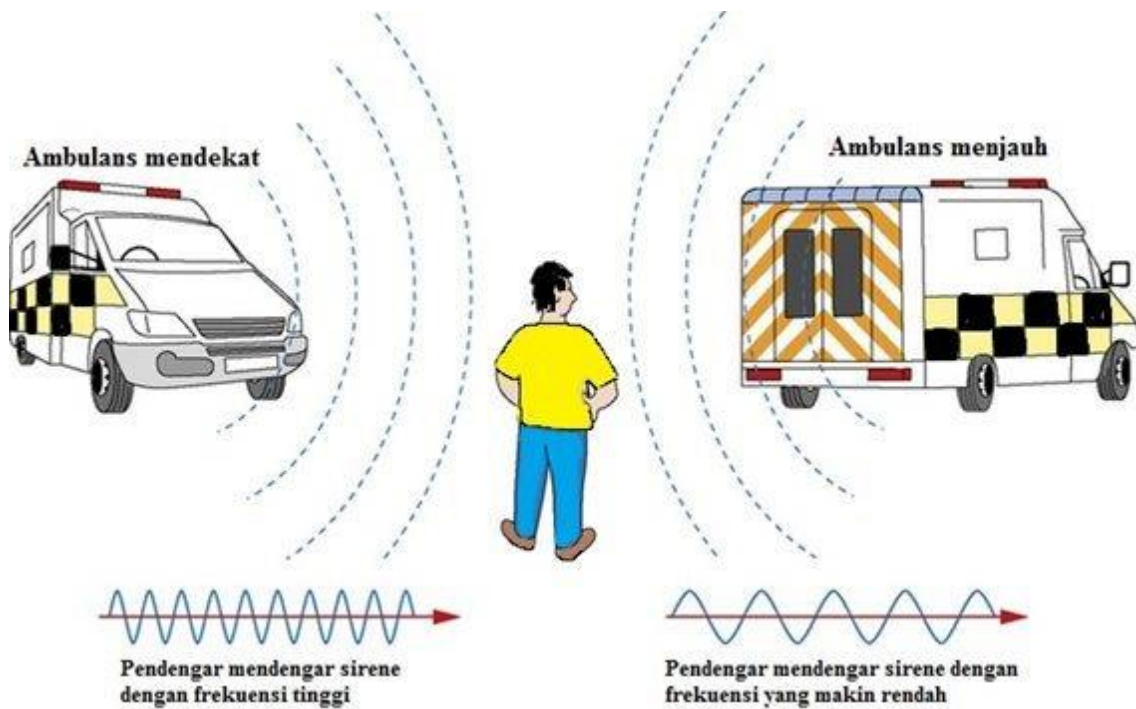 Ambulans mendekat
Ambulans menjauh
Pendengar mendengar sirene
dengan frekuensi tinggi
Pendengar mendengar sirene dengan
frekuensi yang makin rendah